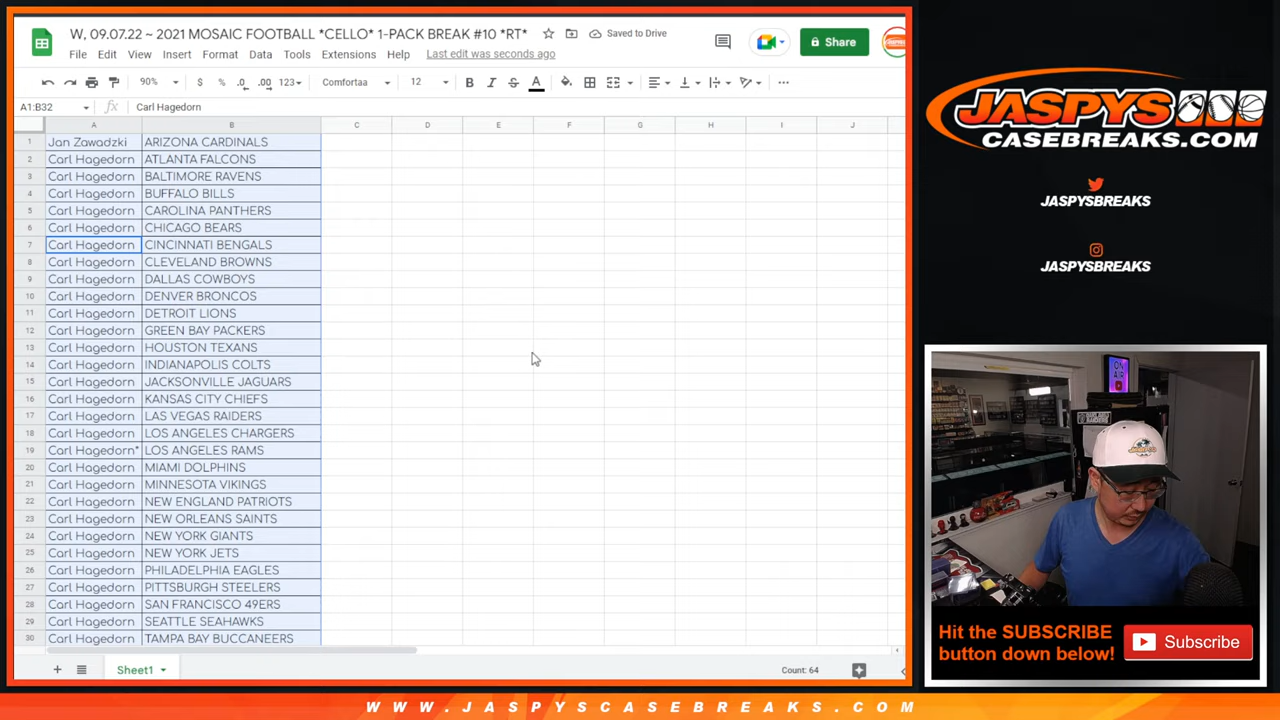 W, 09.07.22 ~ 2021 MOSAIC FOOTBALL *CELLO* 1-PACK BREAK #10 *RT*
Saved to Drive
Share
File Edit View Insert Format Data Tools Extensions Help Last edit was seconds ago
90% $ % .0 .00 123 Comfortaa 12 B I S A
A1:B32 fx Carl Hagedorn
A B C D E F G H I J
1 Jan Zawadzki ARIZONA CARDINALS
2 Carl Hagedorn ATLANTA FALCONS
3 Carl Hagedorn BALTIMORE RAVENS
4 Carl Hagedorn BUFFALO BILLS
5 Carl Hagedorn CAROLINA PANTHERS
6 Carl Hagedorn CHICAGO BEARS
7 Carl Hagedorn CINCINNATI BENGALS
8 Carl Hagedorn CLEVELAND BROWNS
9 Carl Hagedorn DALLAS COWBOYS
10 Carl Hagedorn DENVER BRONCOS
11 Carl Hagedorn DETROIT LIONS
12 Carl Hagedorn GREEN BAY PACKERS
13 Carl Hagedorn HOUSTON TEXANS
14 Carl Hagedorn INDIANAPOLIS COLTS
15 Carl Hagedorn JACKSONVILLE JAGUARS
16 Carl Hagedorn KANSAS CITY CHIEFS
17 Carl Hagedorn LAS VEGAS RAIDERS
18 Carl Hagedorn LOS ANGELES CHARGERS
19 Carl Hagedorn* LOS ANGELES RAMS
20 Carl Hagedorn MIAMI DOLPHINS
21 Carl Hagedorn MINNESOTA VIKINGS
22 Carl Hagedorn NEW ENGLAND PATRIOTS
23 Carl Hagedorn NEW ORLEANS SAINTS
24 Carl Hagedorn NEW YORK GIANTS
25 Carl Hagedorn NEW YORK JETS
26 Carl Hagedorn PHILADELPHIA EAGLES
27 Carl Hagedorn PITTSBURGH STEELERS
28 Carl Hagedorn SAN FRANCISCO 49ERS
29 Carl Hagedorn SEATTLE SEAHAWKS
30 Carl Hagedorn TAMPA BAY BUCCANEERS
Sheet1
Count: 64
JASPYS
CASEBREAKS.COM
JASPYSBREAKS
JASPYSBREAKS
ON
AIR
Hit the SUBSCRIBE
button down below!
Subscribe
WWW.JASPYSCASEBREAKS.COM